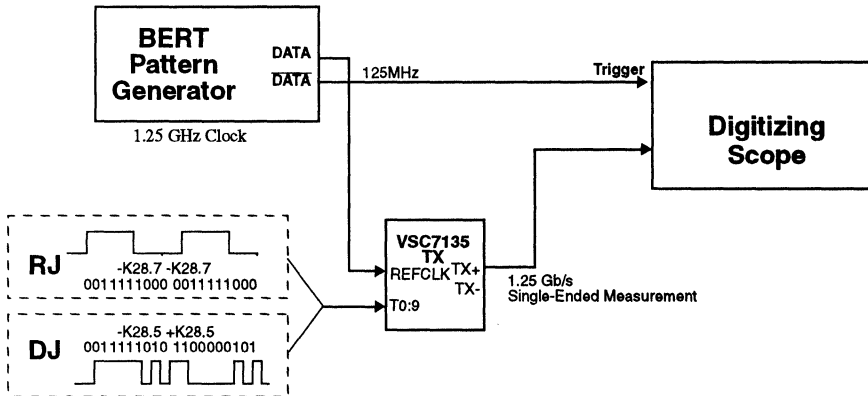 BERT
Pattern
Generator
DATA
DATA
1.25 GHz Clock
125MHz
Trigger
Digitizing
Scope
VSC7135
TX
REFCLK TX+
TX-
T0:9
1.25 Gb/s
Single-Ended Measurement
RJ
-K28.7 -K28.7
0011111000 0011111000
DJ
-K28.5 +K28.5
0011111010 1100000101